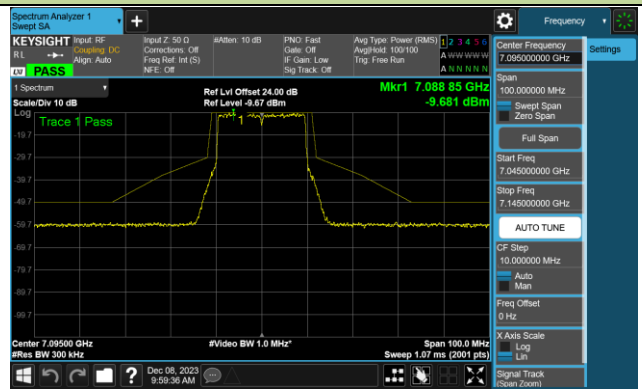 Spectrum Analyzer 1
Swept SA
Frequency
KEYSIGHT
RL
Input: RF
Coupling: DC
Align: Auto
Input Z: 50 Ω
Corrections: Off
Freq Ref: Int (S)
NFE: Off
#Atten: 10 dB
PNO: Fast
Gate: Off
IF Gain: Low
Sig Track: Off
Avg Type: Power (RMS)
Avg|Hold: 100/100
Trig: Free Run
1 2 3 4 5 6
A W W W W W
A N N N N N
LXI PASS
1 Spectrum
Scale/Div 10 dB
Ref Lvl Offset 24.00 dB
Ref Level -9.67 dBm
Mkr1 7.088 85 GHz
-9.681 dBm
Log
Trace 1 Pass
1
-19.7
-29.7
-39.7
-49.7
-59.7
-69.7
-79.7
-89.7
-99.7
Center 7.09500 GHz
#Res BW 300 kHz
#Video BW 1.0 MHz*
Span 100.0 MHz
Sweep 1.07 ms (2001 pts)
Center Frequency
7.095000000 GHz
Settings
Span
100.000000 MHz
Swept Span
Zero Span
Full Span
Start Freq
7.045000000 GHz
Stop Freq
7.145000000 GHz
AUTO TUNE
CF Step
10.000000 MHz
Auto
Man
Freq Offset
0 Hz
X Axis Scale
Log
Lin
Signal Track
(Span Zoom)
?
Dec 08, 2023
9:59:36 AM